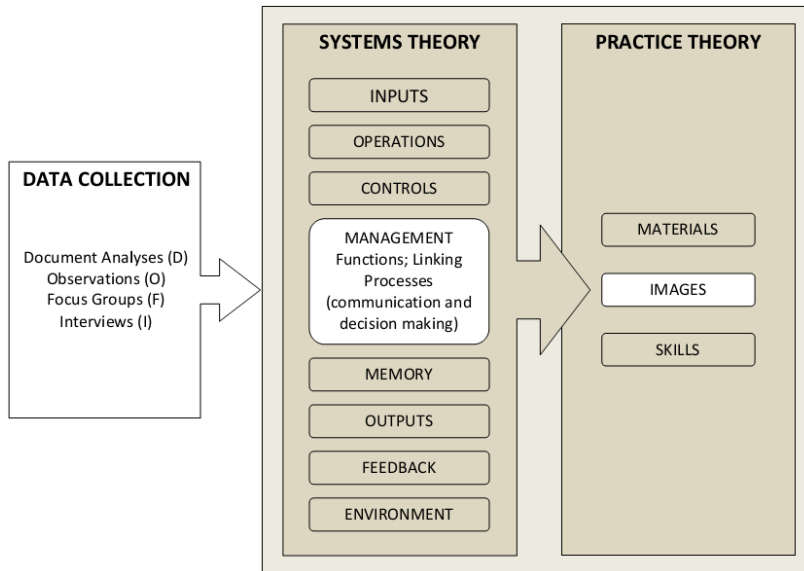 DATA COLLECTION
Document Analyses (D)
Observations (O)
Focus Groups (F)
Interviews (I)
SYSTEMS THEORY
INPUTS
OPERATIONS
CONTROLS
MANAGEMENT
Functions; Linking
Processes
(communication and
decision making)
MEMORY
OUTPUTS
FEEDBACK
ENVIRONMENT
PRACTICE THEORY
MATERIALS
IMAGES
SKILLS